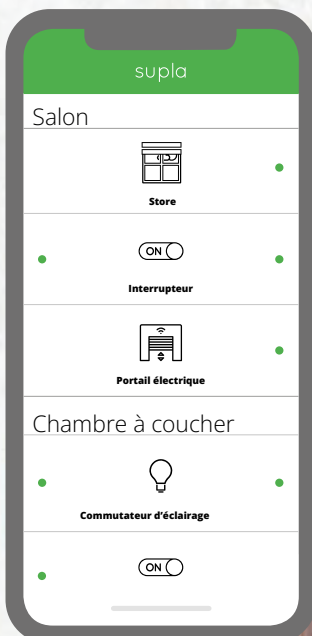 supla
Salon
Store
ON
Interrupteur
Portail électrique
Chambre à coucher
Commutateur d’éclairage
ON